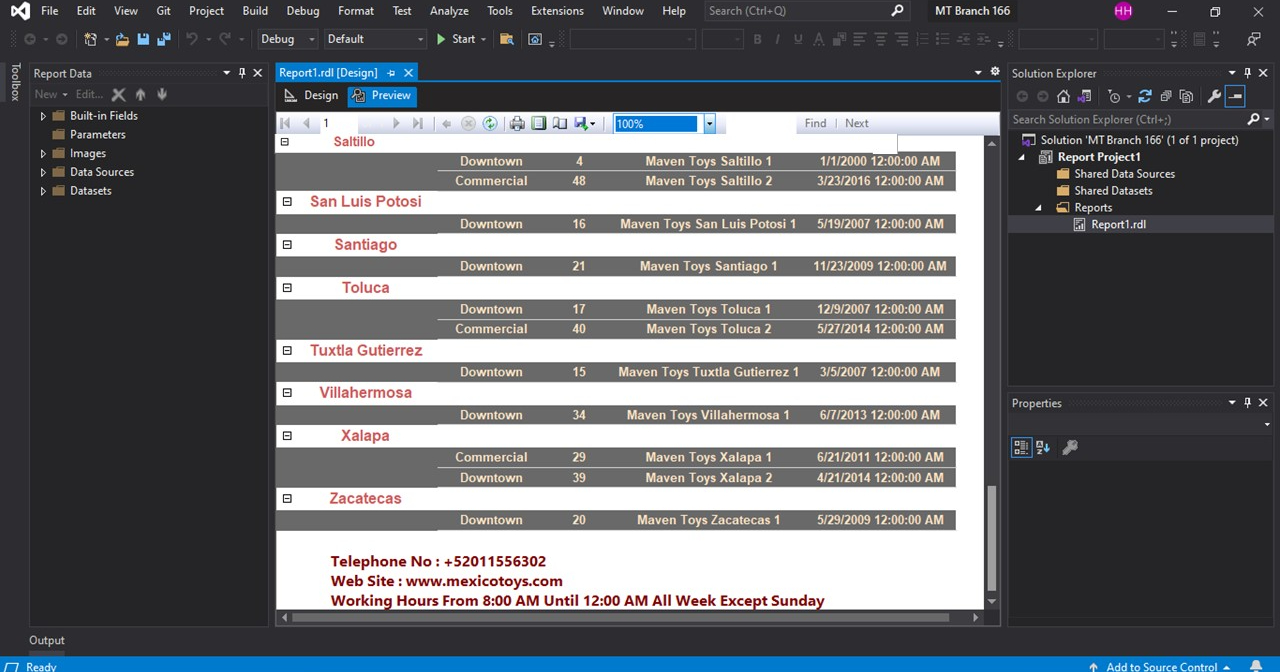 File Edit View Git Project Build Debug Format Test Analyze Tools Extensions Window Help Search (Ctrl+Q) MT Branch 166 HH
Debug Default Start B I U A
Toolbox
Report Data
New Edit...
Built-in Fields
Parameters
Images
Data Sources
Datasets
Report1.rdl [Design]
Design Preview
1 100% Find Next
Saltillo
Downtown 4 Maven Toys Saltillo 1 1/1/2000 12:00:00 AM
Commercial 48 Maven Toys Saltillo 2 3/23/2016 12:00:00 AM
San Luis Potosi
Downtown 16 Maven Toys San Luis Potosi 1 5/19/2007 12:00:00 AM
Santiago
Downtown 21 Maven Toys Santiago 1 11/23/2009 12:00:00 AM
Toluca
Downtown 17 Maven Toys Toluca 1 12/9/2007 12:00:00 AM
Commercial 40 Maven Toys Toluca 2 5/27/2014 12:00:00 AM
Tuxtla Gutierrez
Downtown 15 Maven Toys Tuxtla Gutierrez 1 3/5/2007 12:00:00 AM
Villahermosa
Downtown 34 Maven Toys Villahermosa 1 6/7/2013 12:00:00 AM
Xalapa
Commercial 29 Maven Toys Xalapa 1 6/21/2011 12:00:00 AM
Downtown 39 Maven Toys Xalapa 2 4/21/2014 12:00:00 AM
Zacatecas
Downtown 20 Maven Toys Zacatecas 1 5/29/2009 12:00:00 AM
Telephone No : +52011556302
Web Site : www.mexicotoys.com
Working Hours From 8:00 AM Until 12:00 AM All Week Except Sunday
Solution Explorer
Search Solution Explorer (Ctrl+;)
Solution 'MT Branch 166' (1 of 1 project)
Report Project1
Shared Data Sources
Shared Datasets
Reports
Report1.rdl
Properties
Output
Ready Add to Source Control